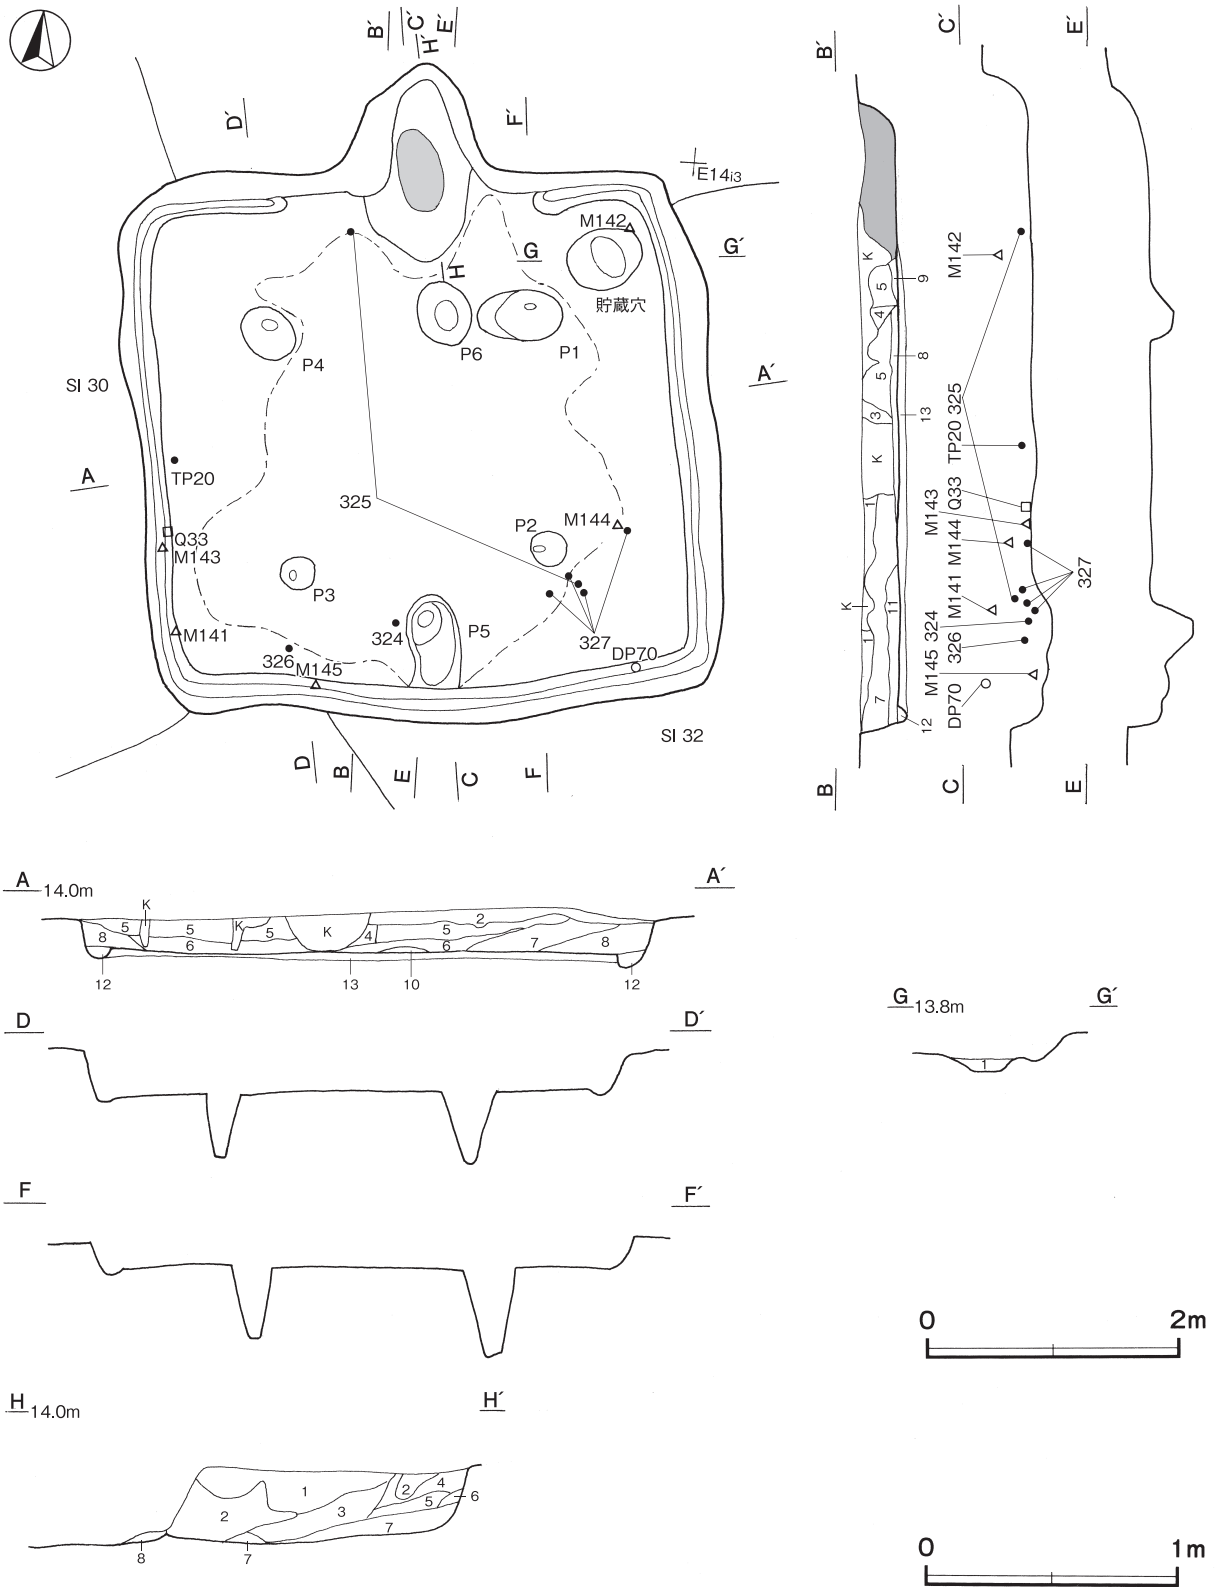 B´ C´ E´
H´
D´
F´
E14i3
M142
G
G´
H
貯蔵穴
P4
P6
P1
SI 30
A´
A
TP20
325
P2
M144
Q33
M143
P3
324
P5
M141
326
M145
327
DP70
SI 32
D
B
E
C
F
B´
C´
E´
K
5
4
5
3
K
1
K
11
1
7
9
8
13
12
M142
TP20 325
M143 Q33
M144
M141
327
M145 324
326
DP70
B
C
E
A 14.0m
A´
K
5
5
K
5
K
4
2
5
8
6
6
7
8
12
13
10
12
D
D´
G 13.8m
G´
1
F
F´
0
2m
H 14.0m
H´
1
2
4
2
3
5
6
7
8
7
0
1m